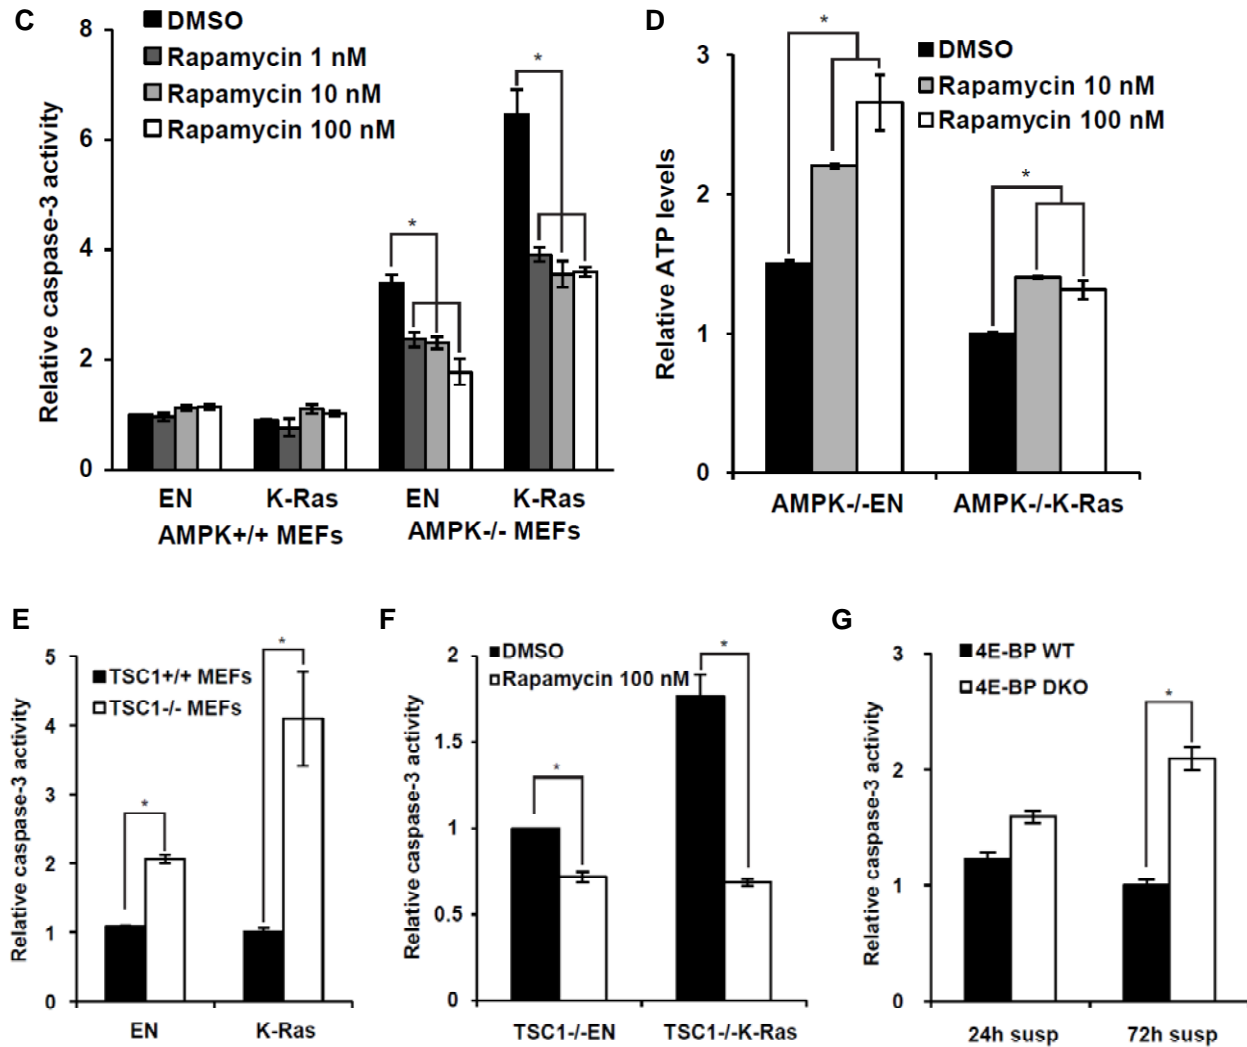 C
DMSO
Rapamycin 1 nM
Rapamycin 10 nM
Rapamycin 100 nM
Relative caspase-3 activity
8
6
4
2
0
*
*
EN
K-Ras
EN
K-Ras
AMPK+/+ MEFs
AMPK-/- MEFs
D
DMSO
Rapamycin 10 nM
Rapamycin 100 nM
Relative ATP levels
3
2
1
0
*
*
AMPK-/-EN
AMPK-/-K-Ras
E
TSC1+/+ MEFs
TSC1-/- MEFs
Relative caspase-3 activity
5
4
3
2
1
0
*
*
EN
K-Ras
F
DMSO
Rapamycin 100 nM
Relative caspase-3 activity
2
1.5
1
0.5
0
*
*
TSC1-/-EN
TSC1-/-K-Ras
G
4E-BP WT
4E-BP DKO
Relative caspase-3 activity
3
2
1
0
*
24h susp
72h susp